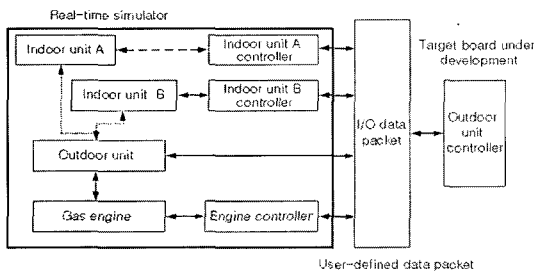 Real-time simulator
Indoor unit A
Indoor unit A
controller
Indoor unit B
Indoor unit B
controller
Outdoor unit
Gas engine
Engine controller
I/O data
packet
Target board under
development
Outdoor
unit
controller
User-defined data packet